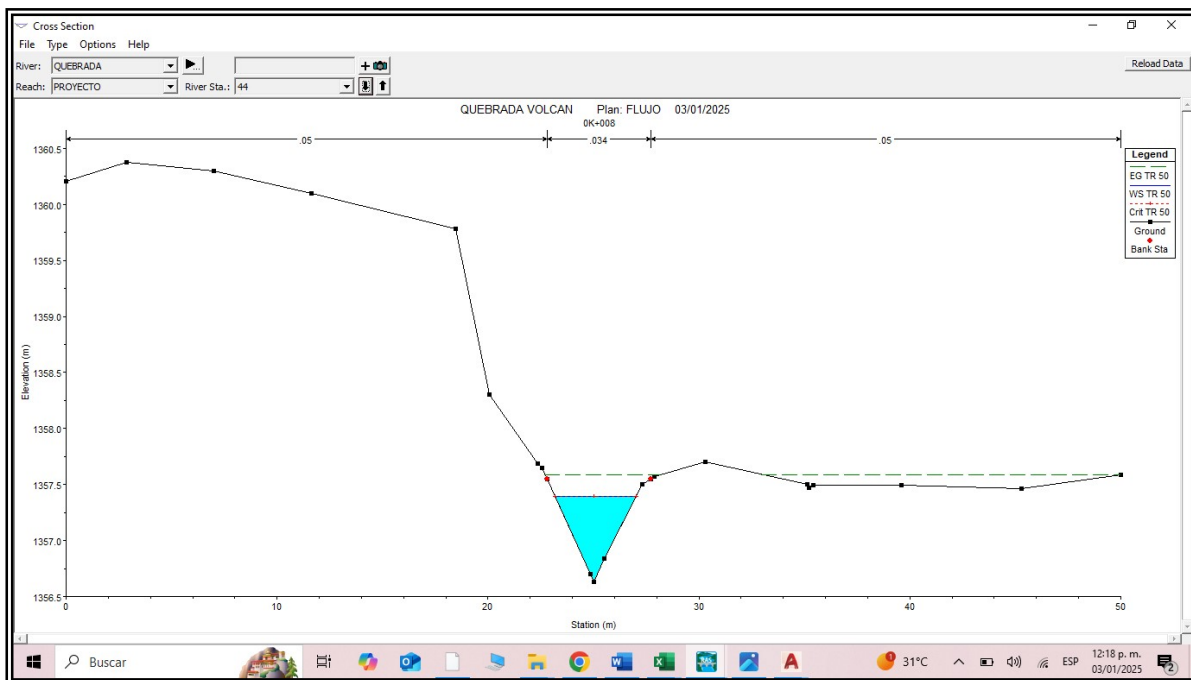 Cross Section
File Type Options Help
River: QUEBRADA
Reload Data
Reach: PROYECTO River Sta.: 44
QUEBRADA VOLCAN Plan: FLUJO 03/01/2025
0K+008
.05 .034 .05
Legend
EG TR 50
WS TR 50
Crit TR 50
Ground
Bank Sta
1360.5
1360.0
1359.5
1359.0
1358.5
1358.0
1357.5
1357.0
1356.5
Elevation (m)
0 10 20 30 40 50
Station (m)
Buscar
1 31°C ESP 12:18 p. m.
03/01/2025 2